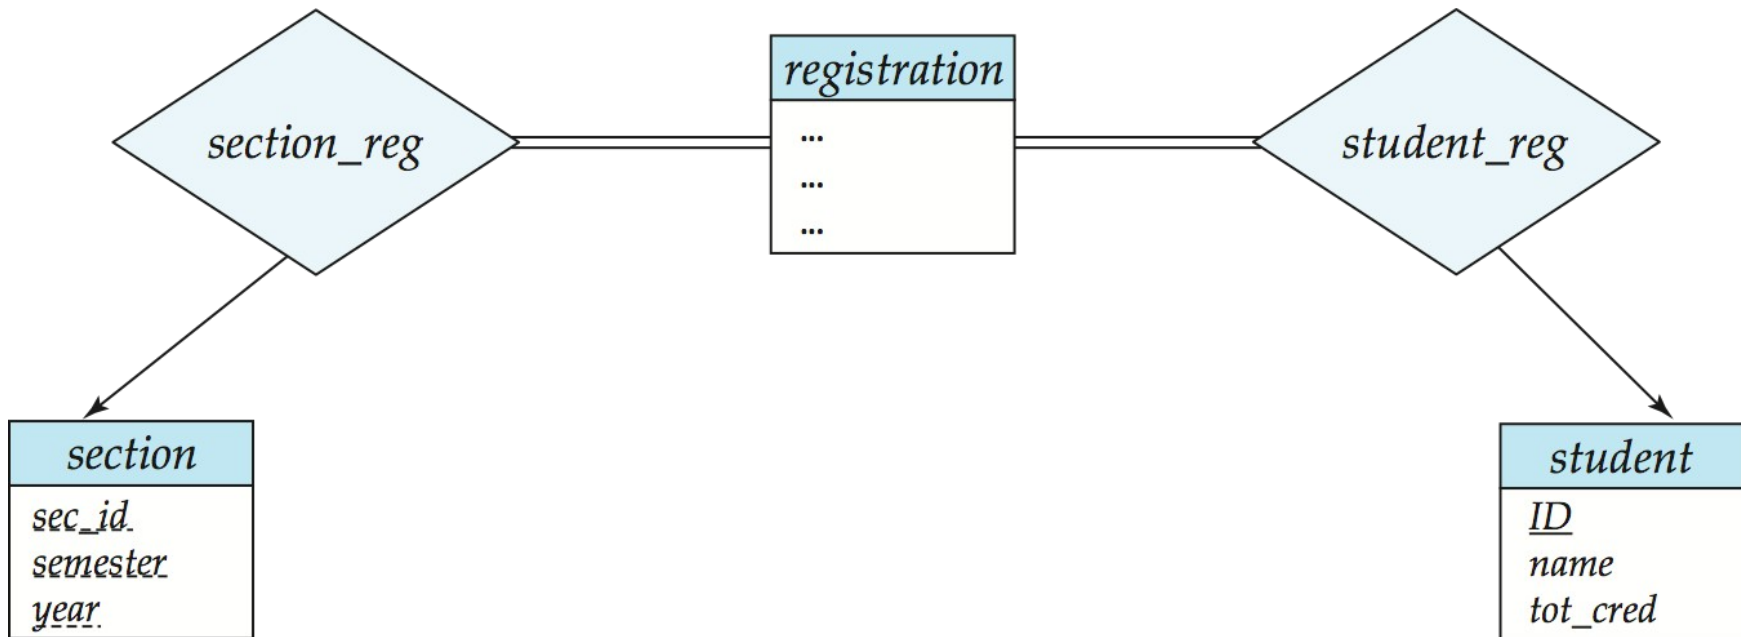 registration
section_reg
...
student_reg
...
...
section
sec_id
semester
year
student
ID
name
tot_cred